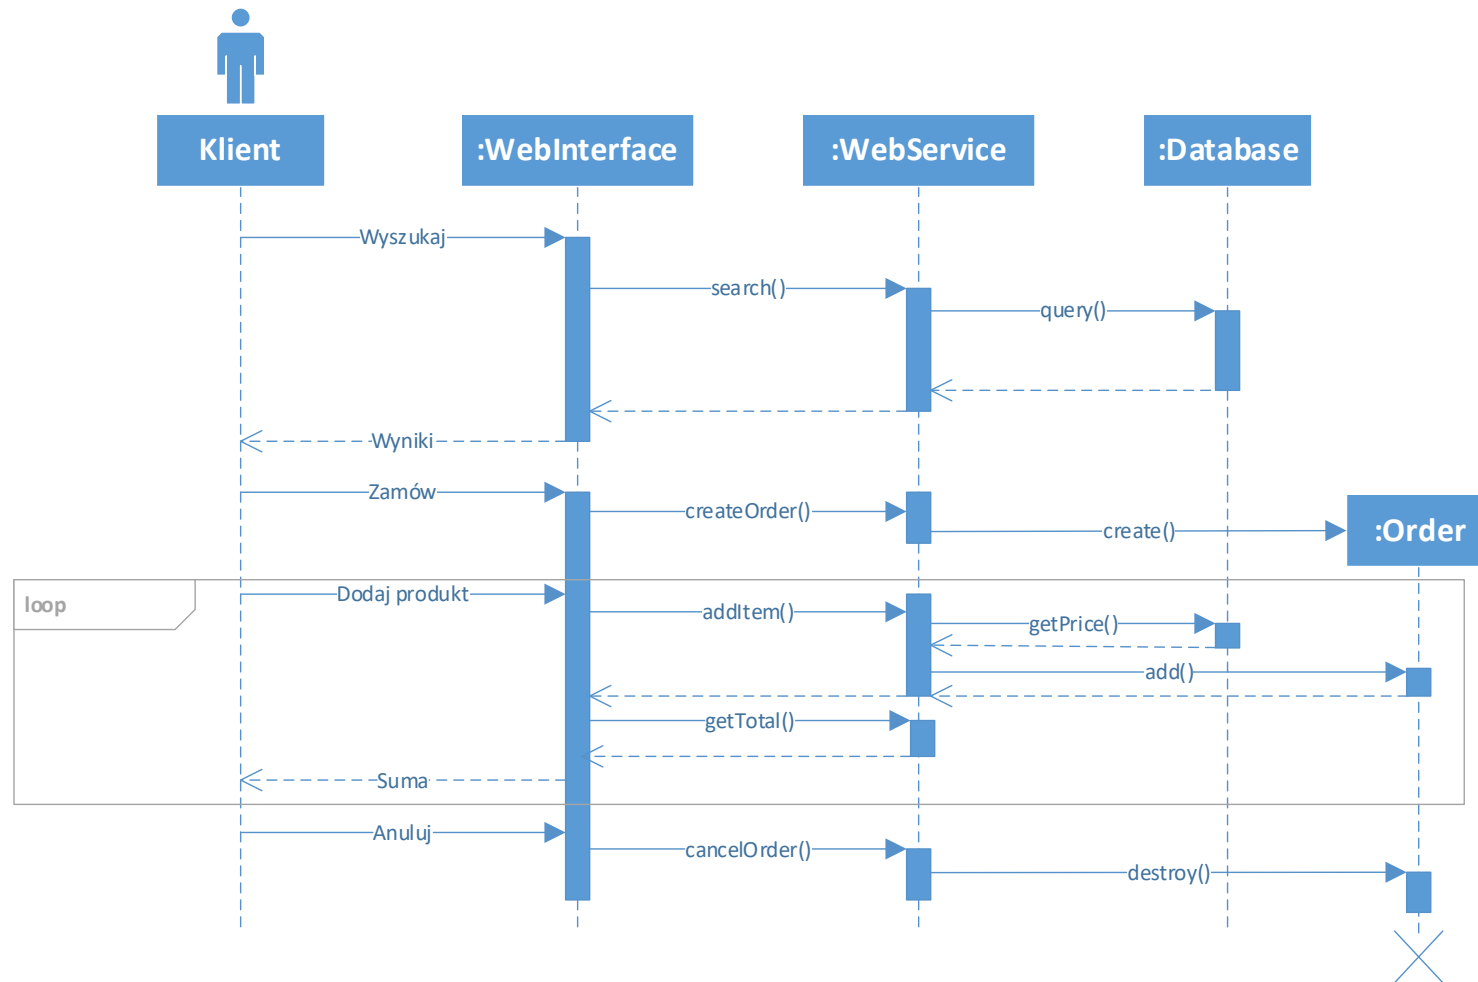 Klient
:WebInterface
:WebService
:Database
Wyszukaj
search()
query()
Wyniki
Zamów
createOrder()
create()
:Order
loop
Dodaj produkt
addItem()
getPrice()
add()
getTotal()
Suma
Anuluj
cancelOrder()
destroy()